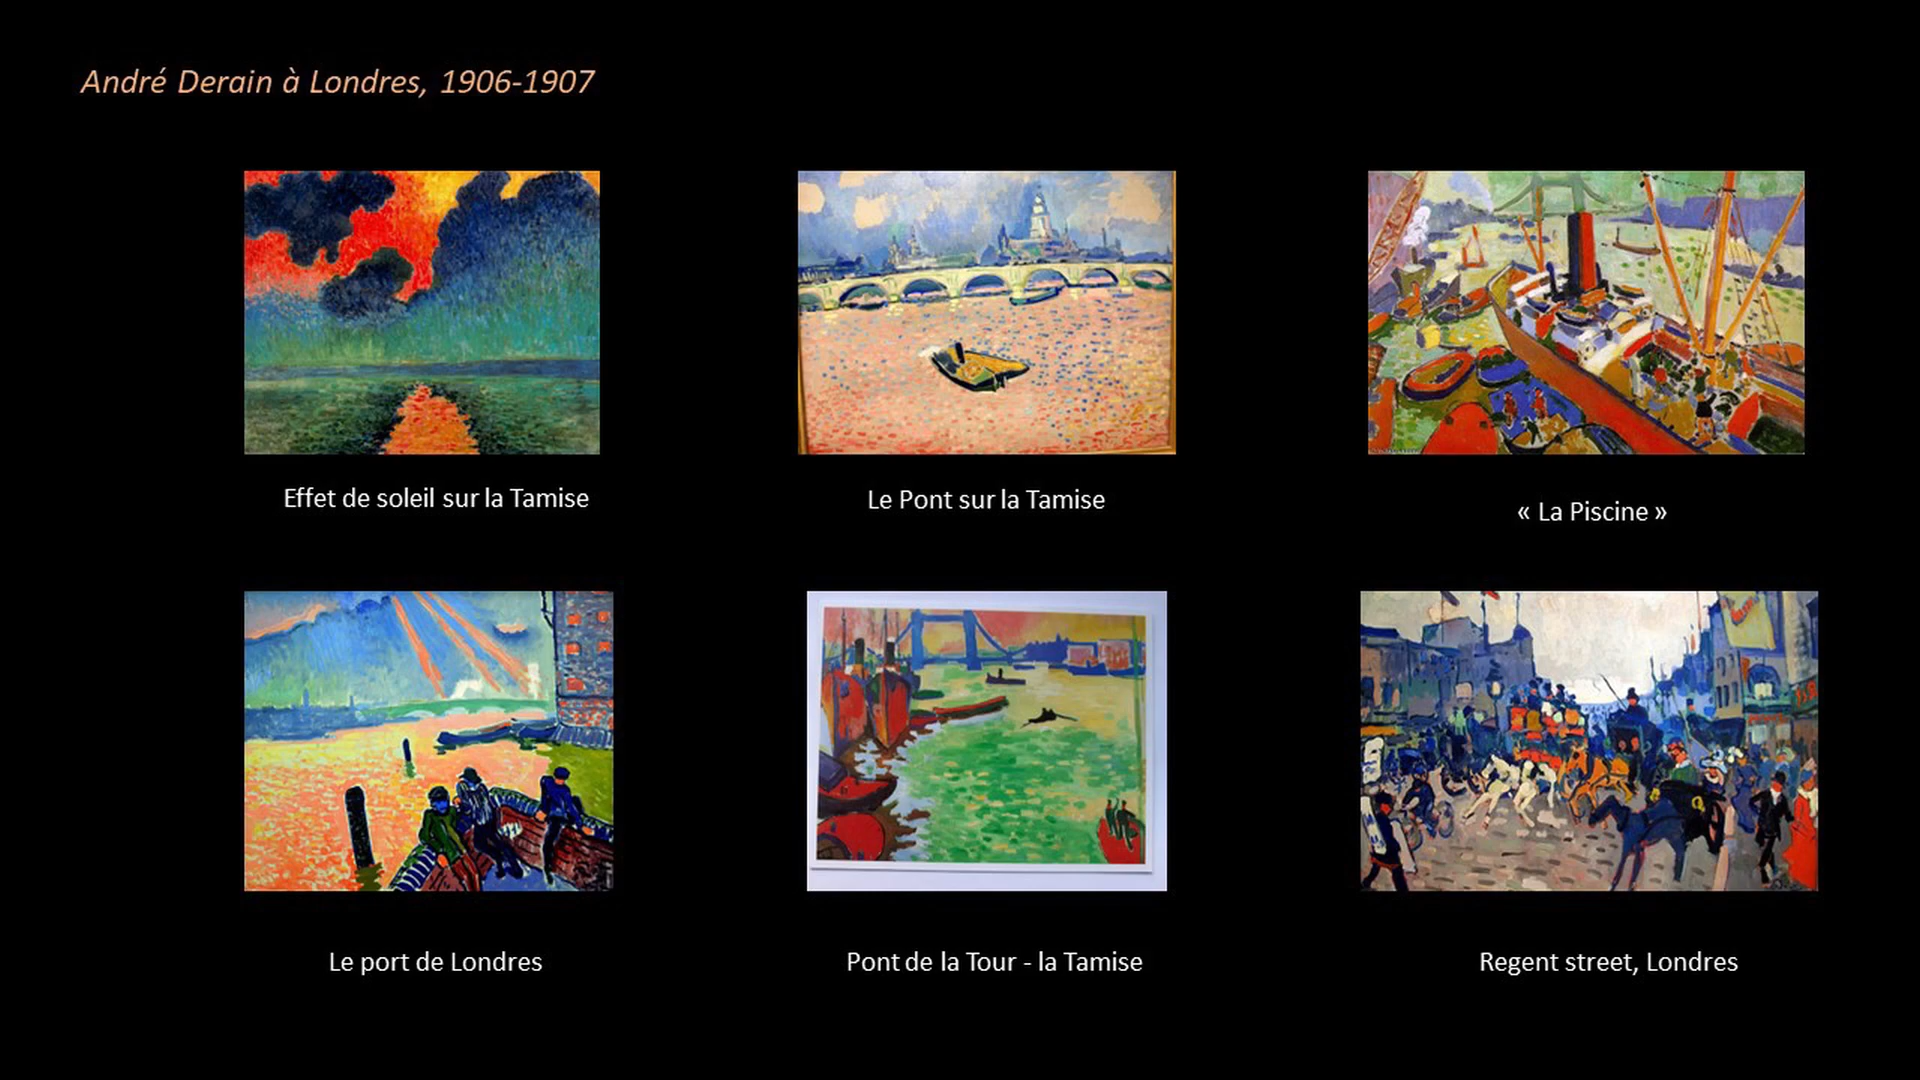 André Derain à Londres, 1906-1907
Effet de soleil sur la Tamise
Le Pont sur la Tamise
« La Piscine »
Le port de Londres
Pont de la Tour - la Tamise
Regent street, Londres